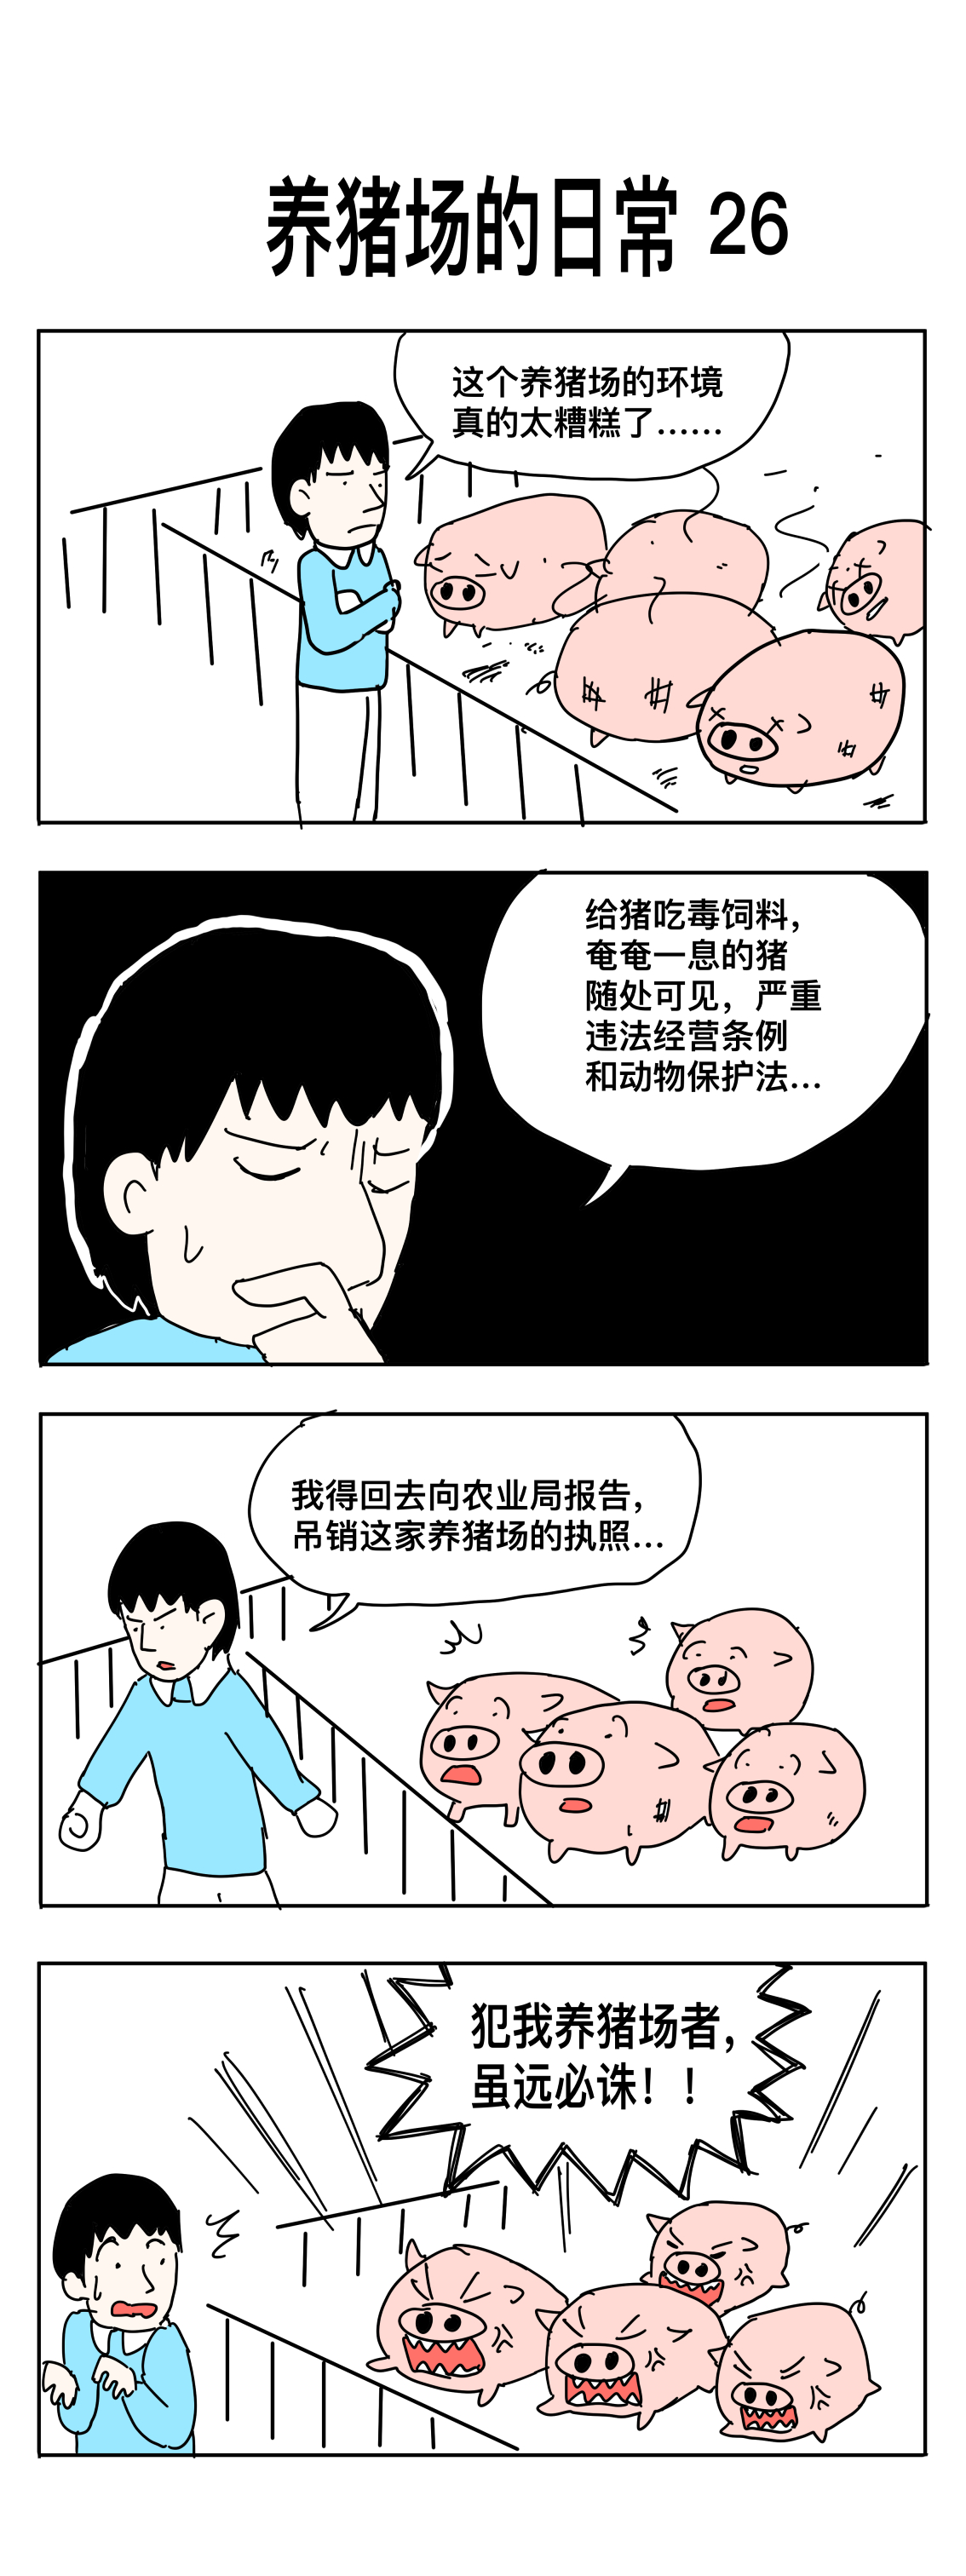 养猪场的日常 26
这个养猪场的环境
真的太糟糕了……
给猪吃毒饲料，
奄奄一息的猪
随处可见，严重
违法经营条例
和动物保护法...
我得回去向农业局报告，
吊销这家养猪场的执照...
犯我养猪场者，
虽远必诛！！